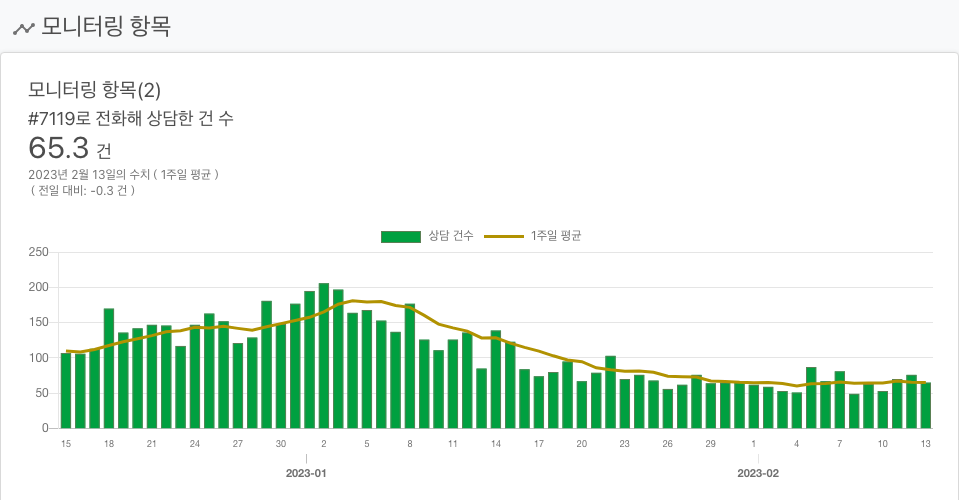 모니터링 항목
모니터링 항목(2)
#7119로 전화해 상담한 건 수
65.3 건
2023년 2월 13일의 수치 ( 1주일 평균 )
( 전일 대비: -0.3 건 )
상담 건수 1주일 평균
250
200
150
100
50
0
15 18 21 24 27 30 2 5 8 11 14 17 20 23 26 29 1 4 7 10 13
2023-01 2023-02